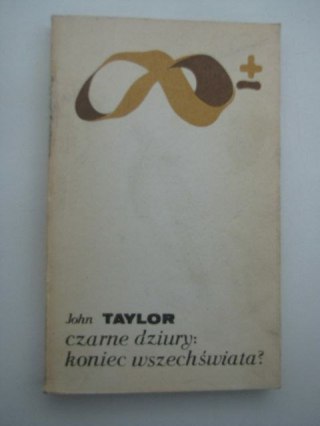 ±
John TAYLOR
czarne dziury:
koniec wszechświata?